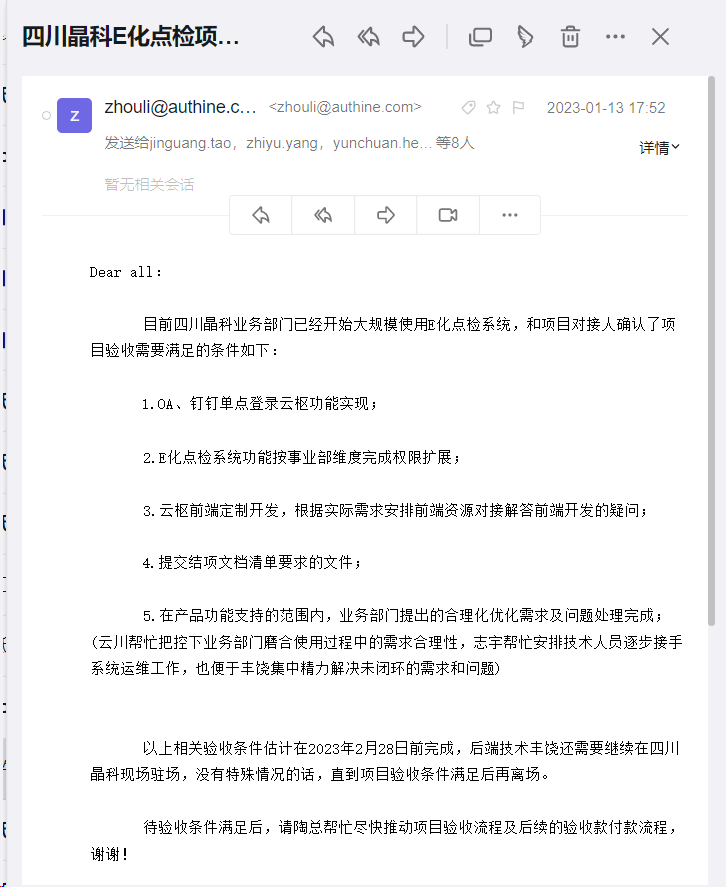 四川晶科E化点检项...
Z
zhouli@authine.c... <zhouli@authine.com> 2023-01-13 17:52
发送给jinguang.tao，zhiyu.yang，yunchuan.he... 等8人
详情
暂无相关会话
Dear all：
目前四川晶科业务部门已经开始大规模使用E化点检系统，和项目对接人确认了项
目验收需要满足的条件如下：
1.OA、钉钉单点登录云枢功能实现；
2.E化点检系统功能按事业部维度完成权限扩展；
3.云枢前端定制开发，根据实际需求安排前端资源对接解答前端开发的疑问；
4.提交结项文档清单要求的文件；
5.在产品功能支持的范围内，业务部门提出的合理化优化需求及问题处理完成；
(云川帮忙把控下业务部门磨合使用过程中的需求合理性，志宇帮忙安排技术人员逐步接手
系统运维工作，也便于丰饶集中精力解决未闭环的需求和问题)
以上相关验收条件估计在2023年2月28日前完成，后端技术丰饶还需要继续在四川
晶科现场驻场，没有特殊情况的话，直到项目验收条件满足后再离场。
待验收条件满足后，请陶总帮忙尽快推动项目验收流程及后续的验收款付款流程，
谢谢！